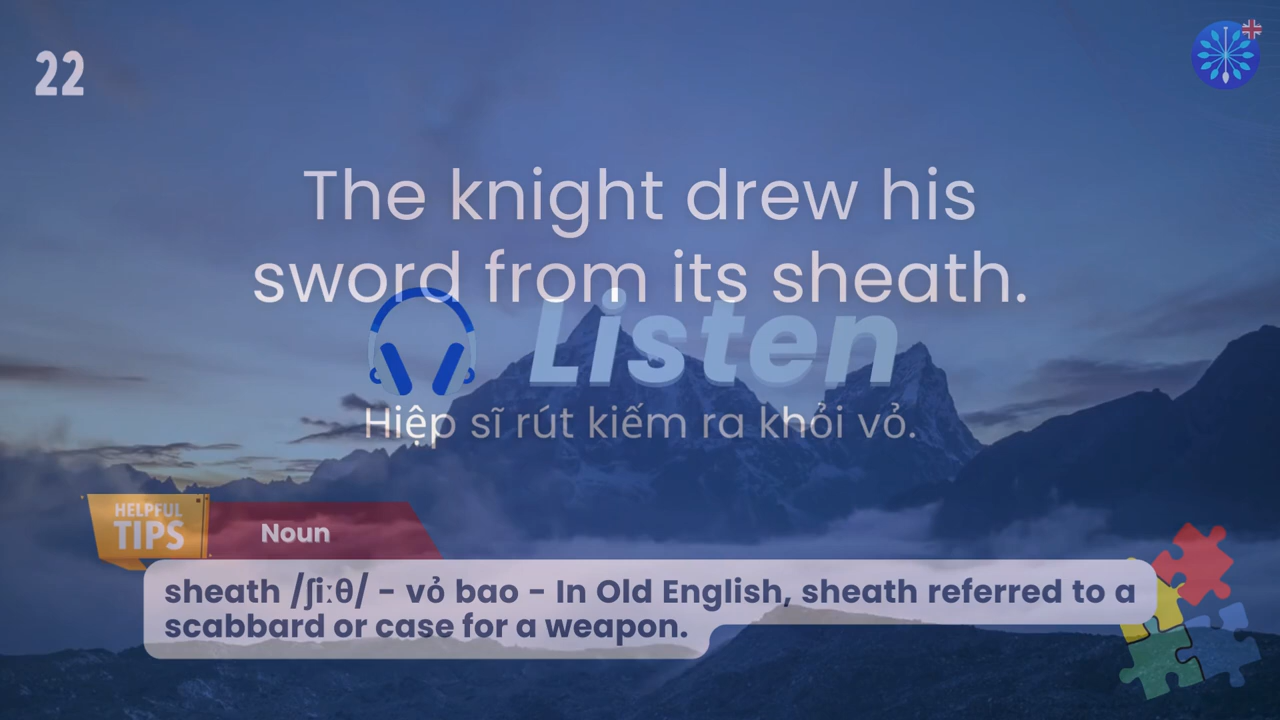 22
The knight drew his
sword from its sheath.
Listen
Hiệp sĩ rút kiếm ra khỏi vỏ.
HELPFUL
TIPS
Noun
sheath /ʃiːθ/ - vỏ bao - In Old English, sheath referred to a
scabbard or case for a weapon.